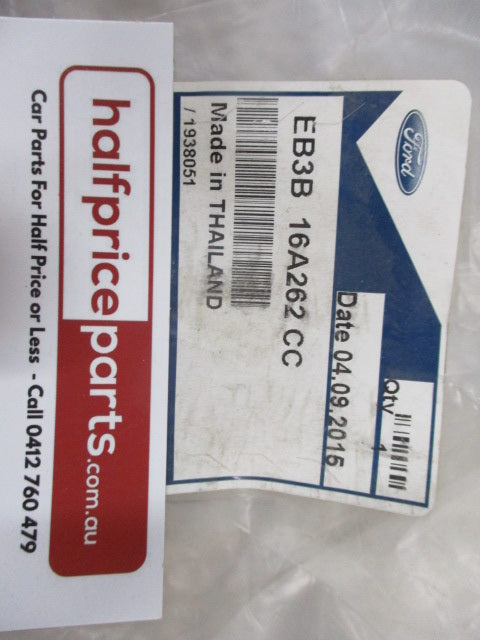 Ford
Qty 1
Date 04.09.2015
EB3B 16A262 CC
Made in THAILAND
/ 1938051
halfpriceparts.com.au
Car Parts For Half Price or Less - Call 0412 760 479